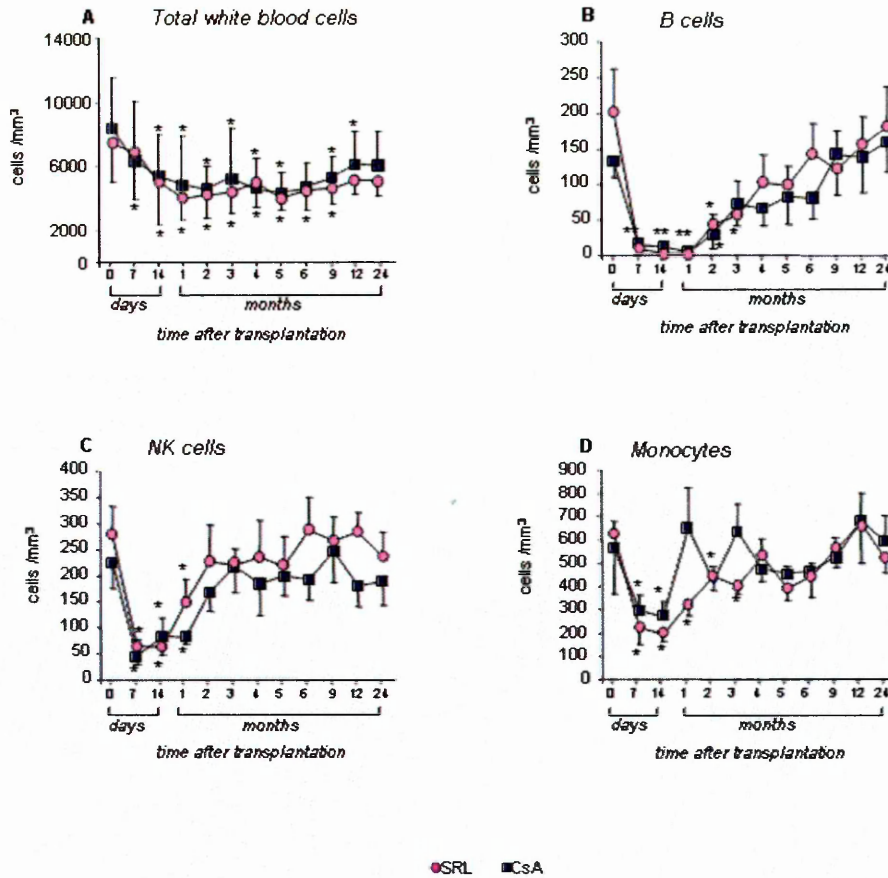 A Total white blood cells
14000
10000
6000
2000
0
cells /mm³
0 7 14 1 2 3 4 5 6 9 12 24
days months
time after transplantation
B B cells
300
250
200
150
100
50
0
cells /mm³
0 7 14 1 2 3 4 5 6 9 12 24
days months
time after transplantation
C NK cells
400
350
300
250
200
150
100
50
0
cells /mm³
0 7 14 1 2 3 4 5 6 9 12 24
days months
time after transplantation
D Monocytes
900
800
700
600
500
400
300
200
100
0
cells /mm³
0 7 14 1 2 3 4 5 6 9 12 24
days months
time after transplantation
SRL CsA